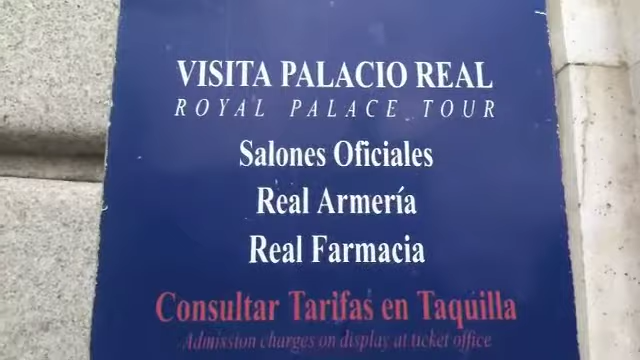 VISITA PALACIO REAL
ROYAL PALACE TOUR
Salones Oficiales
Real Armería
Real Farmacia
Consultar Tarifas en Taquilla
Admission charges on display at ticket office